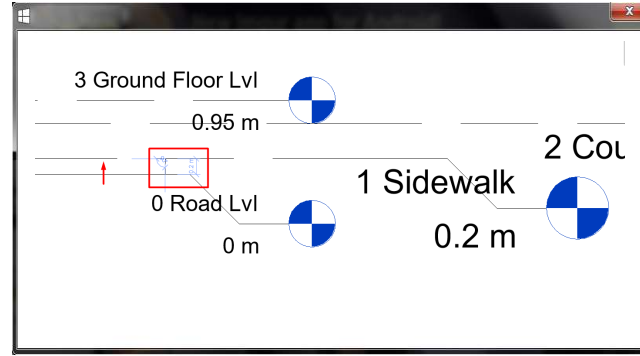 3 Ground Floor Lvl
0.95 m
2 Cou
1 Sidewalk
0.2 m
0 Road Lvl
0 m